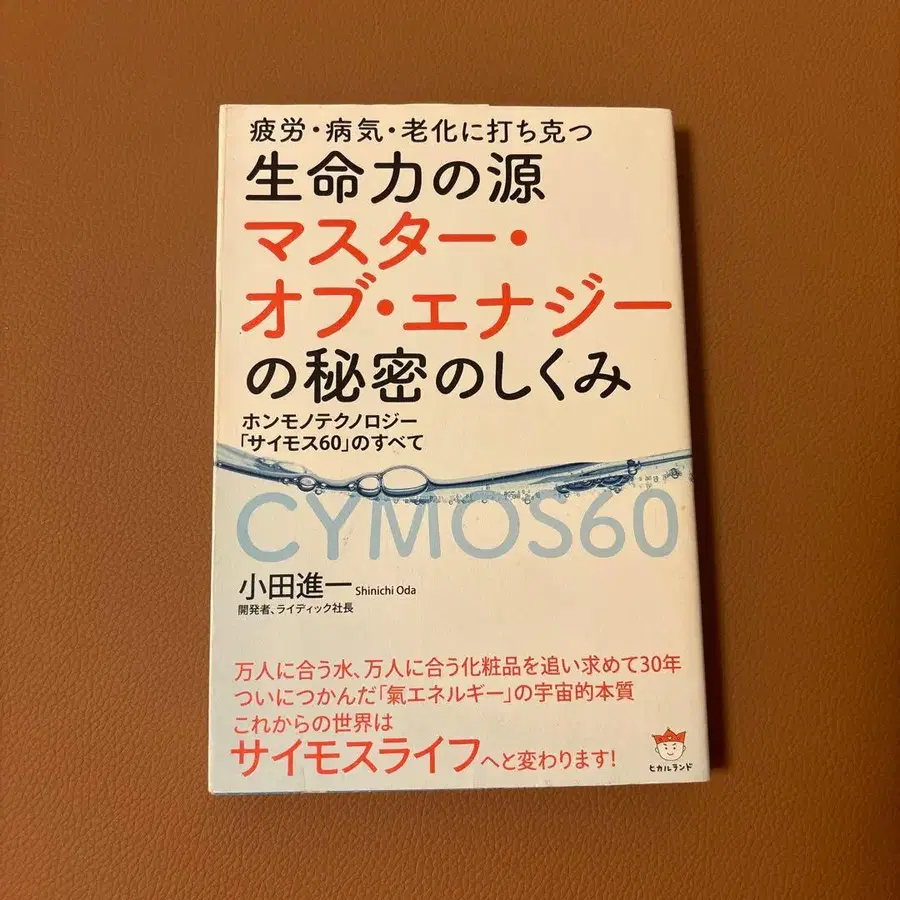 疲労・病気・老化に打ち克つ
生命力の源
マスター・
オブ・エナジー
の秘密のしくみ
ホンモノテクノロジー
「サイモス60」のすべて
CYMOS60
小田進一 Shinichi Oda
開発者、ライディック社長
万人に合う水、万人に合う化粧品を追い求めて30年
ついにつかんだ「氣エネルギー」の宇宙的本質
これからの世界は
サイモスライフへと変わります!
ヒカルランド